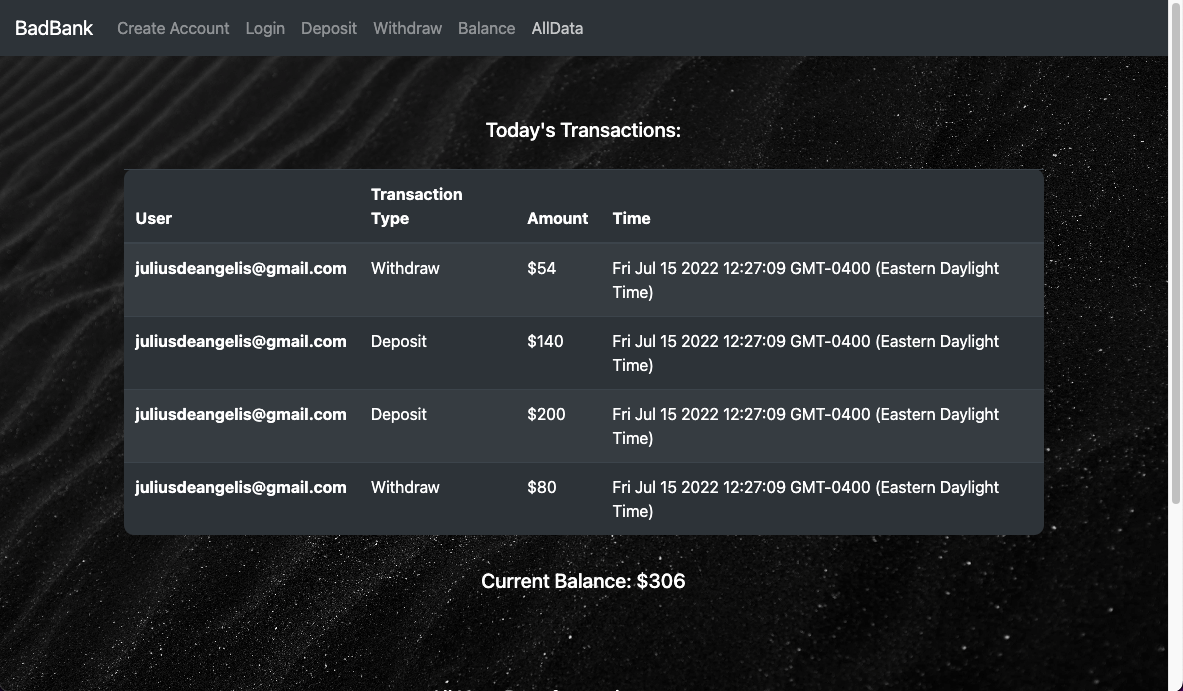 BadBank Create Account Login Deposit Withdraw Balance AllData
Today's Transactions:
User Transaction Type Amount Time
juliusdeangelis@gmail.com Withdraw $54 Fri Jul 15 2022 12:27:09 GMT-0400 (Eastern Daylight
Time)
juliusdeangelis@gmail.com Deposit $140 Fri Jul 15 2022 12:27:09 GMT-0400 (Eastern Daylight
Time)
juliusdeangelis@gmail.com Deposit $200 Fri Jul 15 2022 12:27:09 GMT-0400 (Eastern Daylight
Time)
juliusdeangelis@gmail.com Withdraw $80 Fri Jul 15 2022 12:27:09 GMT-0400 (Eastern Daylight
Time)
Current Balance: $306